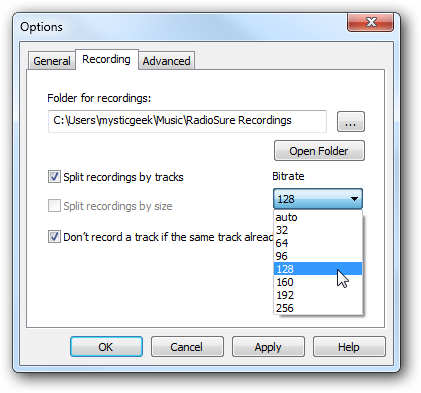 Options
General Recording Advanced
Folder for recordings:
C:\Users\mysticgeek\Music\RadioSure Recordings ...
Open Folder
Split recordings by tracks Bitrate
128
Split recordings by size auto
32
Don't record a track if the same track alread
64
96
128
160
192
256
OK Cancel Apply Help